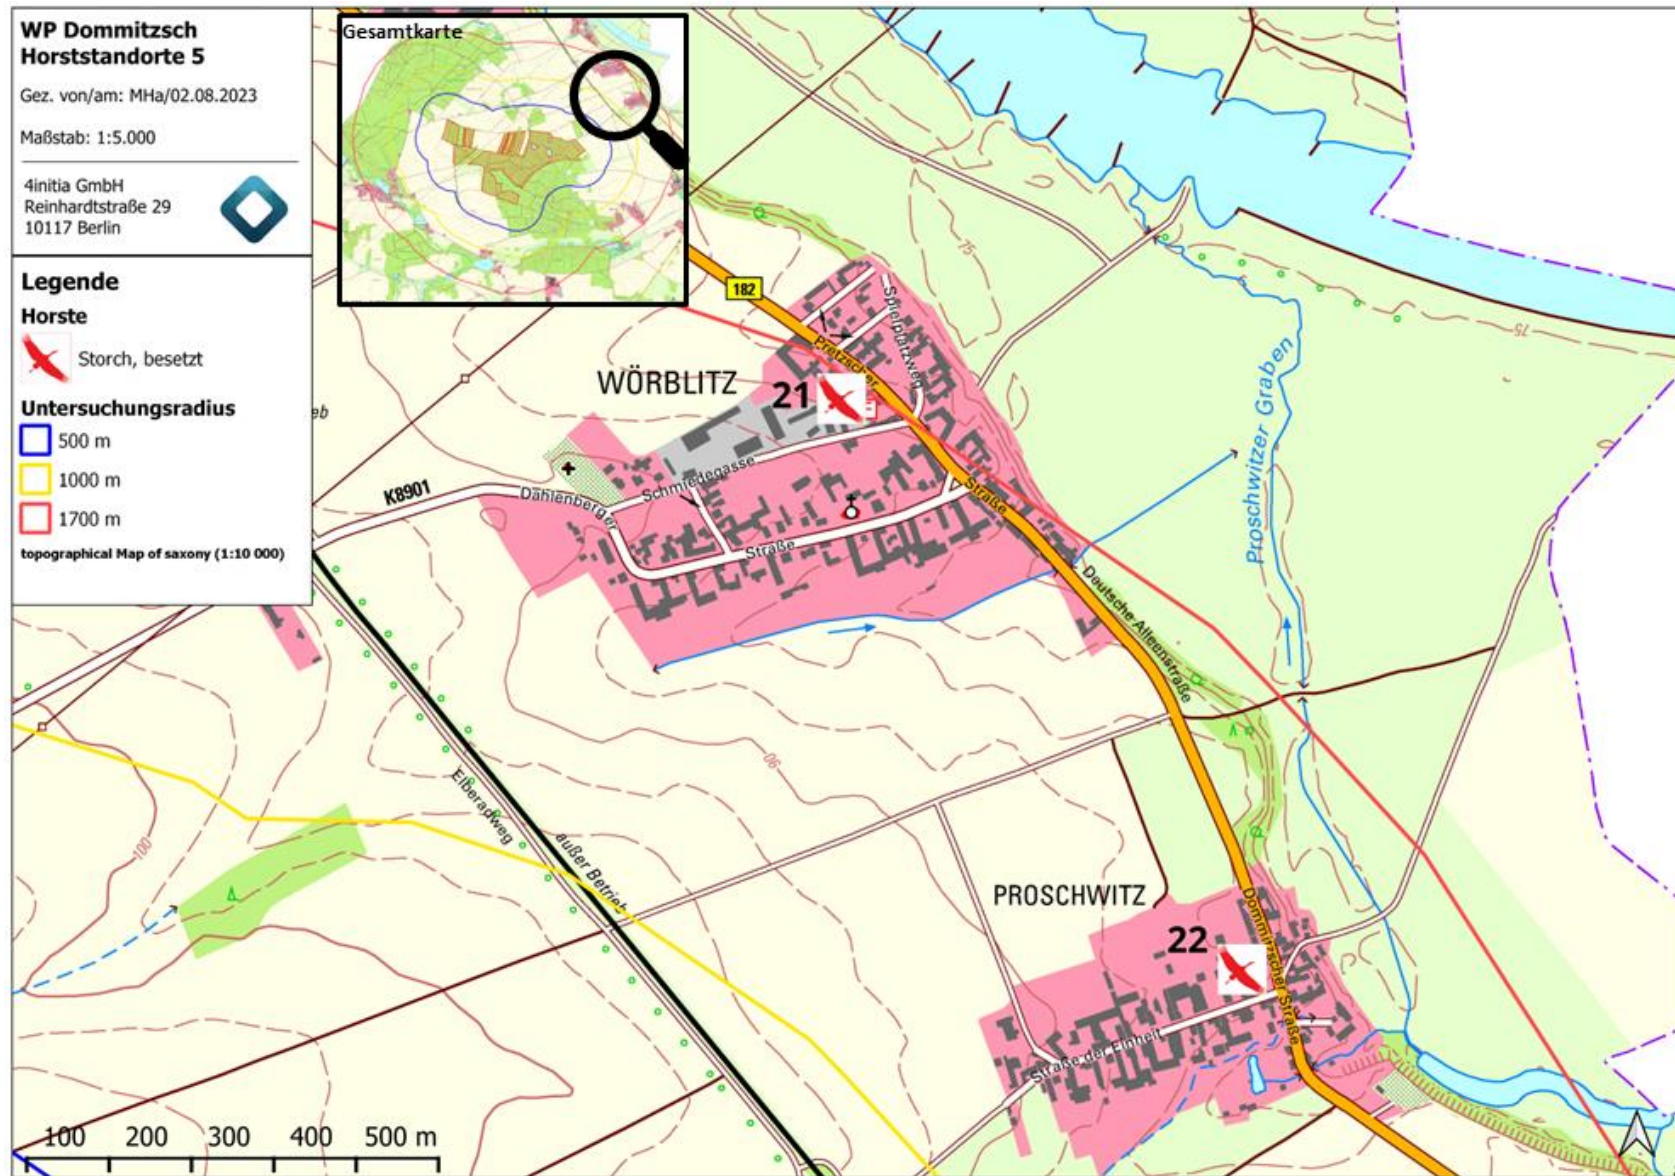 WP Dommitzsch
Horststandorte 5
Gez. von/am: MHa/02.08.2023
Maßstab: 1:5.000
4initia GmbH
Reinhardtstraße 29
10117 Berlin
Legende
Horste
Storch, besetzt
Untersuchungsradius
500 m
1000 m
1700 m
topographical Map of saxony (1:10 000)
Gesamtkarte
182
75
75
Spielplatzweg
Pretzscher
WÖRBLITZ
21
eb
K8901
Dahlenberger
Schmiedegasse
Straße
Straße
Proschwitzer Graben
Deutsche Alleenstraße
90
100
Elberadweg
außer Betrieb
PROSCHWITZ
22
Dommitzscher Straße
Straße der Einheit
100 200 300 400 500 m